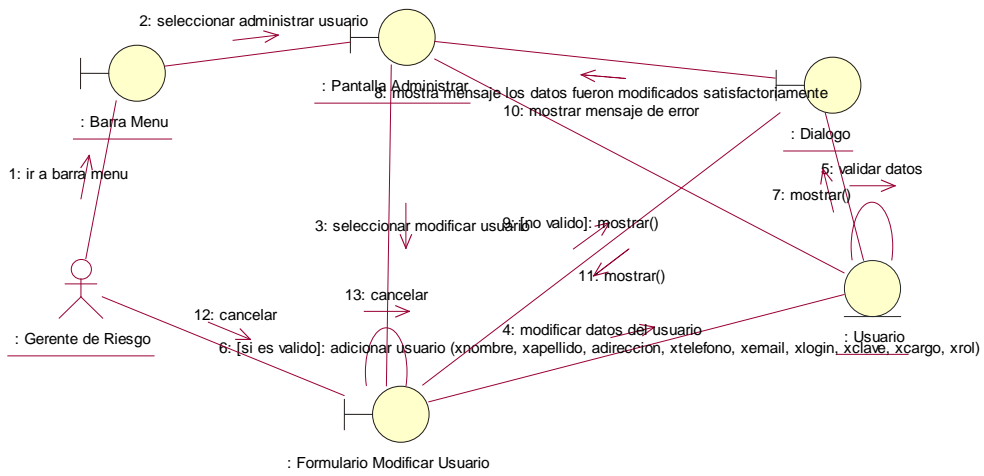 2: seleccionar administrar usuario
: Pantalla Administrar
8: mostra mensaje los datos fueron modificados satisfactoriamente
10: mostrar mensaje de error
: Barra Menu
: Dialogo
1: ir a barra menu
5: validar datos
7: mostrar()
3: seleccionar modificar usuario
9: [no valido]: mostrar()
11: mostrar()
13: cancelar
12: cancelar
4: modificar datos del usuario
: Gerente de Riesgo
: Usuario
6: [si es valido]: adicionar usuario (xnombre, xapellido, adireccion, xtelefono, xemail, xlogin, xclave, xcargo, xrol)
: Formulario Modificar Usuario